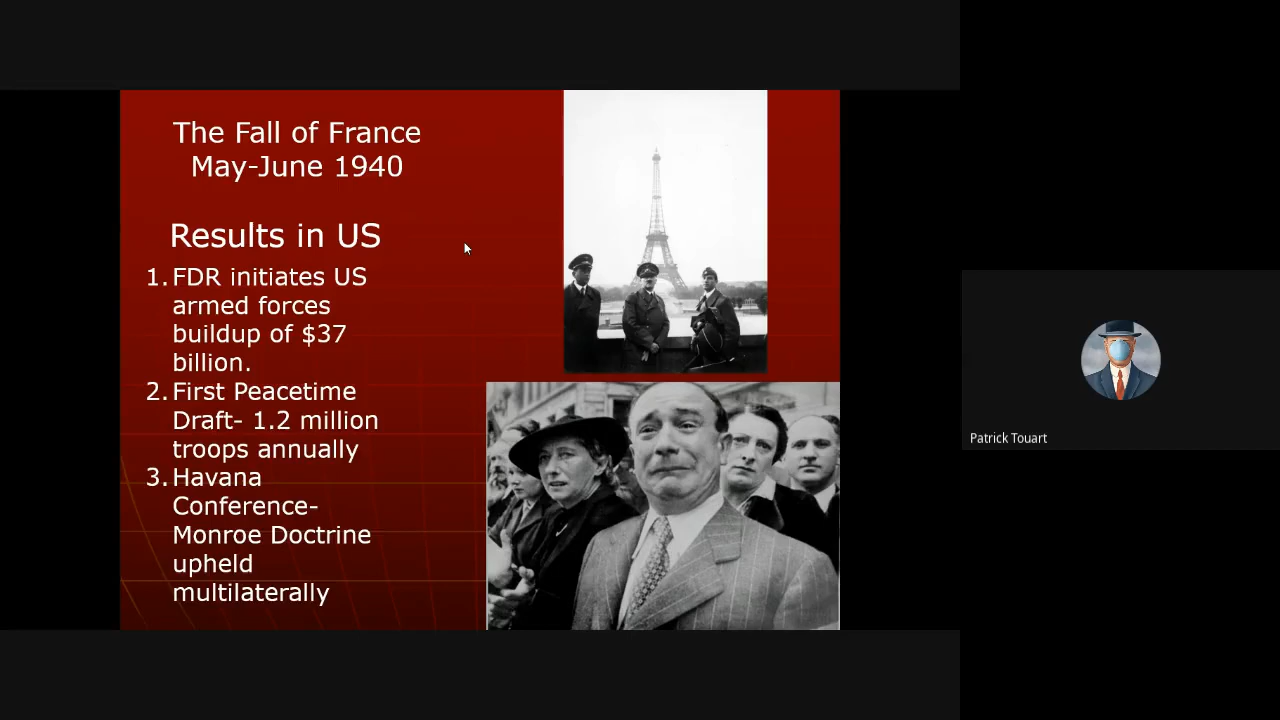 The Fall of France
May-June 1940
Results in US
1. FDR initiates US
armed forces
buildup of $37
billion.
2. First Peacetime
Draft- 1.2 million
troops annually
3. Havana
Conference-
Monroe Doctrine
upheld
multilaterally
Patrick Touart